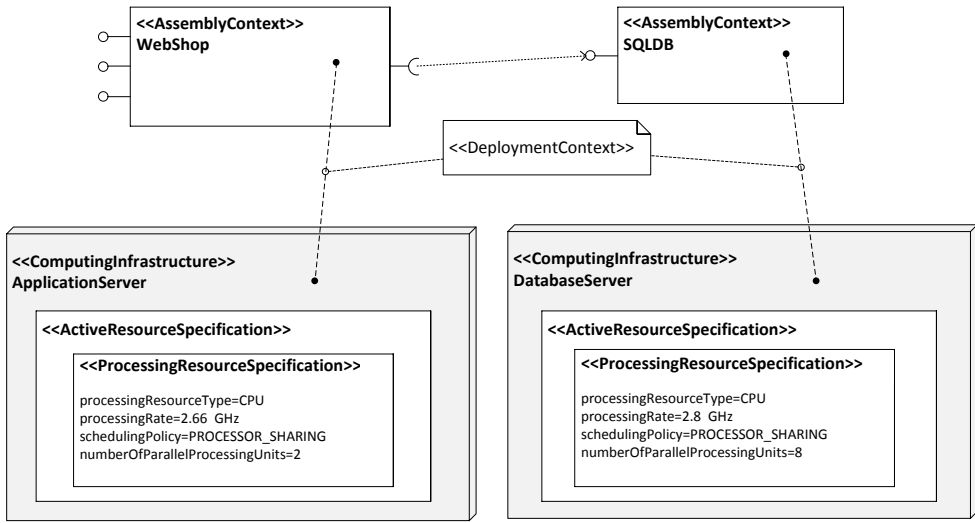 <<AssemblyContext>>
WebShop
<<AssemblyContext>>
SQLDB
<<DeploymentContext>>
<<ComputingInfrastructure>>
ApplicationServer
<<ActiveResourceSpecification>>
<<ProcessingResourceSpecification>>
processingResourceType=CPU
processingRate=2.66 GHz
schedulingPolicy=PROCESSOR_SHARING
numberOfParallelProcessingUnits=2
<<ComputingInfrastructure>>
DatabaseServer
<<ActiveResourceSpecification>>
<<ProcessingResourceSpecification>>
processingResourceType=CPU
processingRate=2.8 GHz
schedulingPolicy=PROCESSOR_SHARING
numberOfParallelProcessingUnits=8